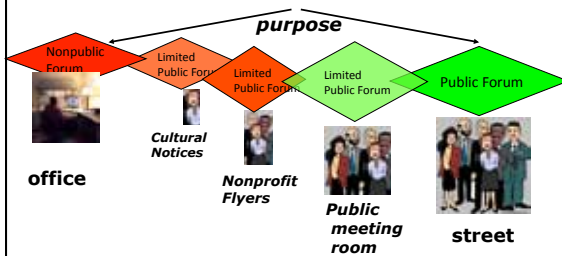 purpose
Nonpublic
Forum
Limited
Public Forum
Limited
Public Forum
Limited
Public Forum
Public Forum
Cultural
Notices
Nonprofit
Flyers
Public
meeting
room
office
street